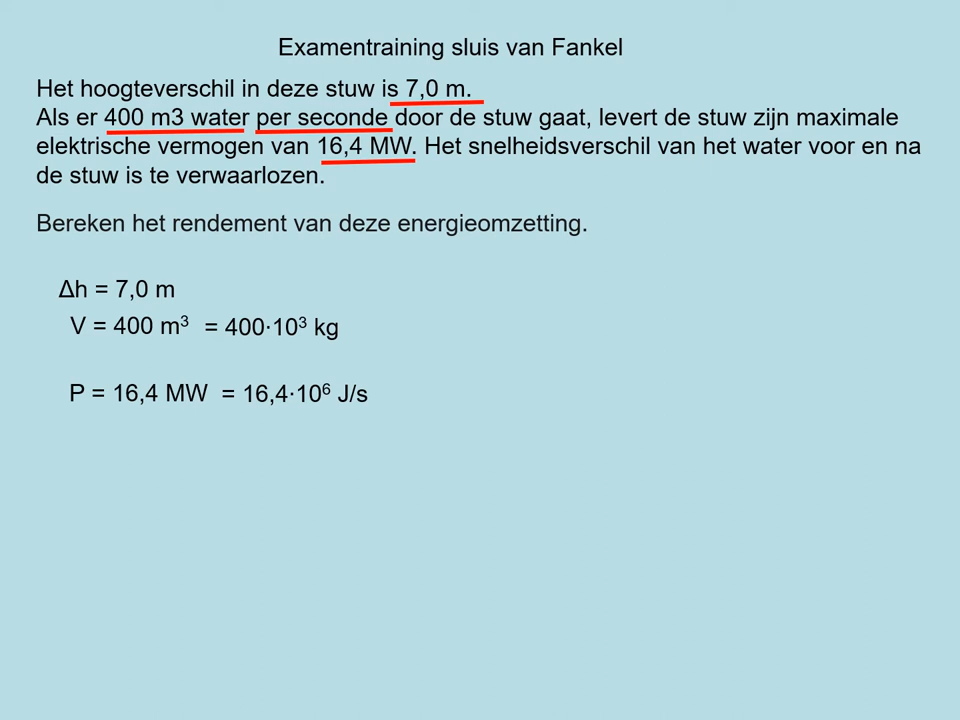 Examentraining sluis van Fankel
Het hoogteverschil in deze stuw is 7,0 m.
Als er 400 m3 water per seconde door de stuw gaat, levert de stuw zijn maximale
elektrische vermogen van 16,4 MW. Het snelheidsverschil van het water voor en na
de stuw is te verwaarlozen.
Bereken het rendement van deze energieomzetting.
Δh = 7,0 m
V = 400 m³ = 400·10³ kg
P = 16,4 MW = 16,4·10⁶ J/s